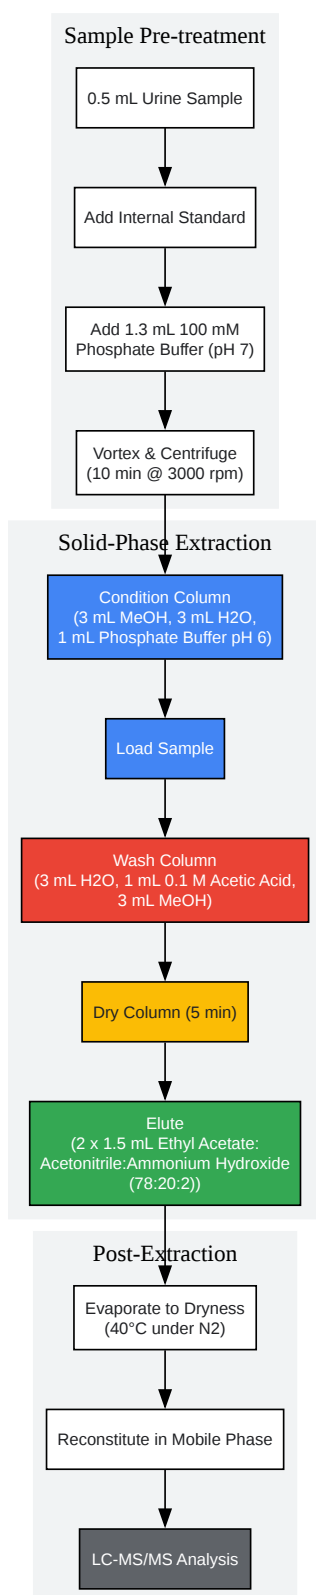 Sample Pre-treatment
0.5 mL Urine Sample
Add Internal Standard
Add 1.3 mL 100 mM
Phosphate Buffer (pH 7)
Vortex & Centrifuge
(10 min @ 3000 rpm)
Solid-Phase Extraction
Condition Column
(3 mL MeOH, 3 mL H2O,
1 mL Phosphate Buffer pH 6)
Load Sample
Wash Column
(3 mL H2O, 1 mL 0.1 M Acetic Acid,
3 mL MeOH)
Dry Column (5 min)
Elute
(2 x 1.5 mL Ethyl Acetate:
Acetonitrile:Ammonium Hydroxide
(78:20:2))
Post-Extraction
Evaporate to Dryness
(40°C under N2)
Reconstitute in Mobile Phase
LC-MS/MS Analysis